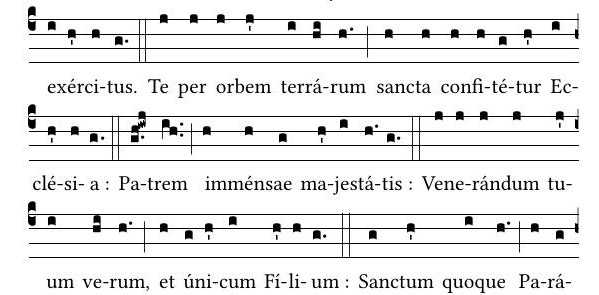 exérci-tus. Te per orbem terrá-rum sancta confi-té-tur Ec-
clé-si-a : Pa-trem imménsae ma-jestá-tis : Vene-rándum tu-
um ve-rum, et úni-cum Fí-li-um : Sanctum quoque Pa-rá-